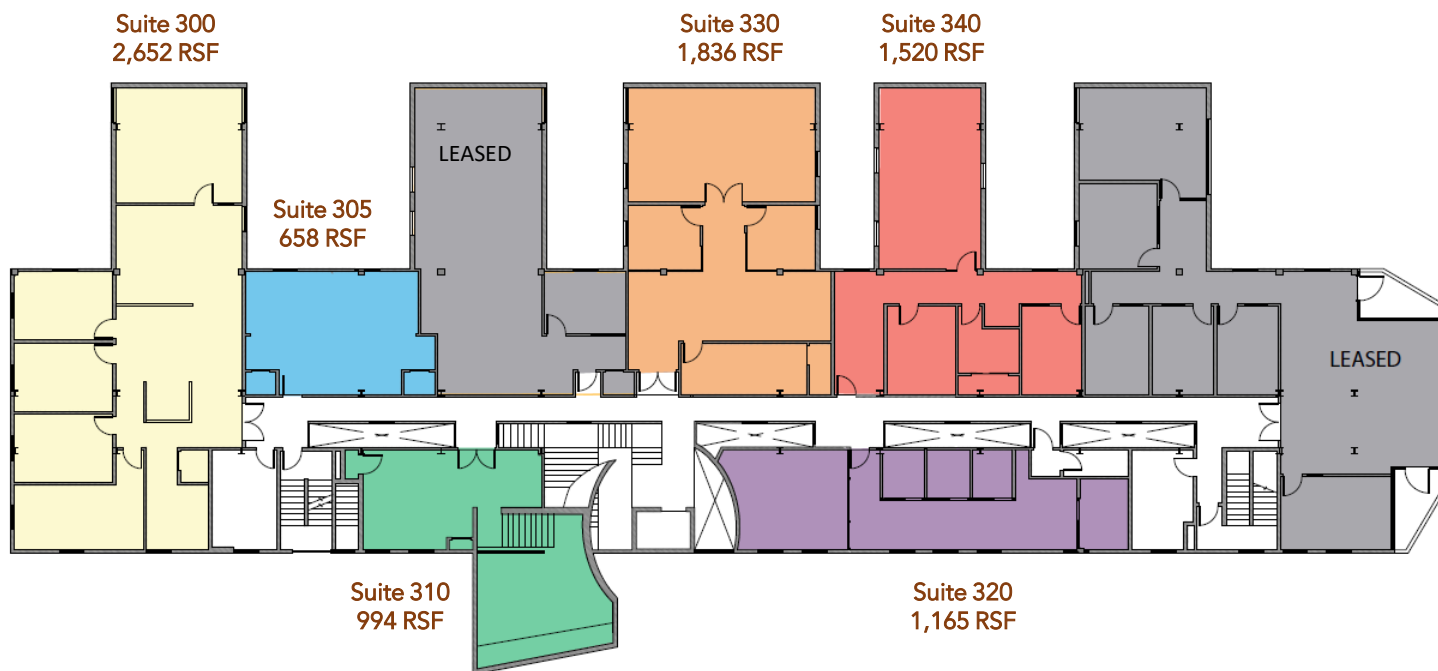 Suite 300
2,652 RSF
Suite 330
1,836 RSF
Suite 340
1,520 RSF
LEASED
Suite 305
658 RSF
LEASED
Suite 310
994 RSF
Suite 320
1,165 RSF